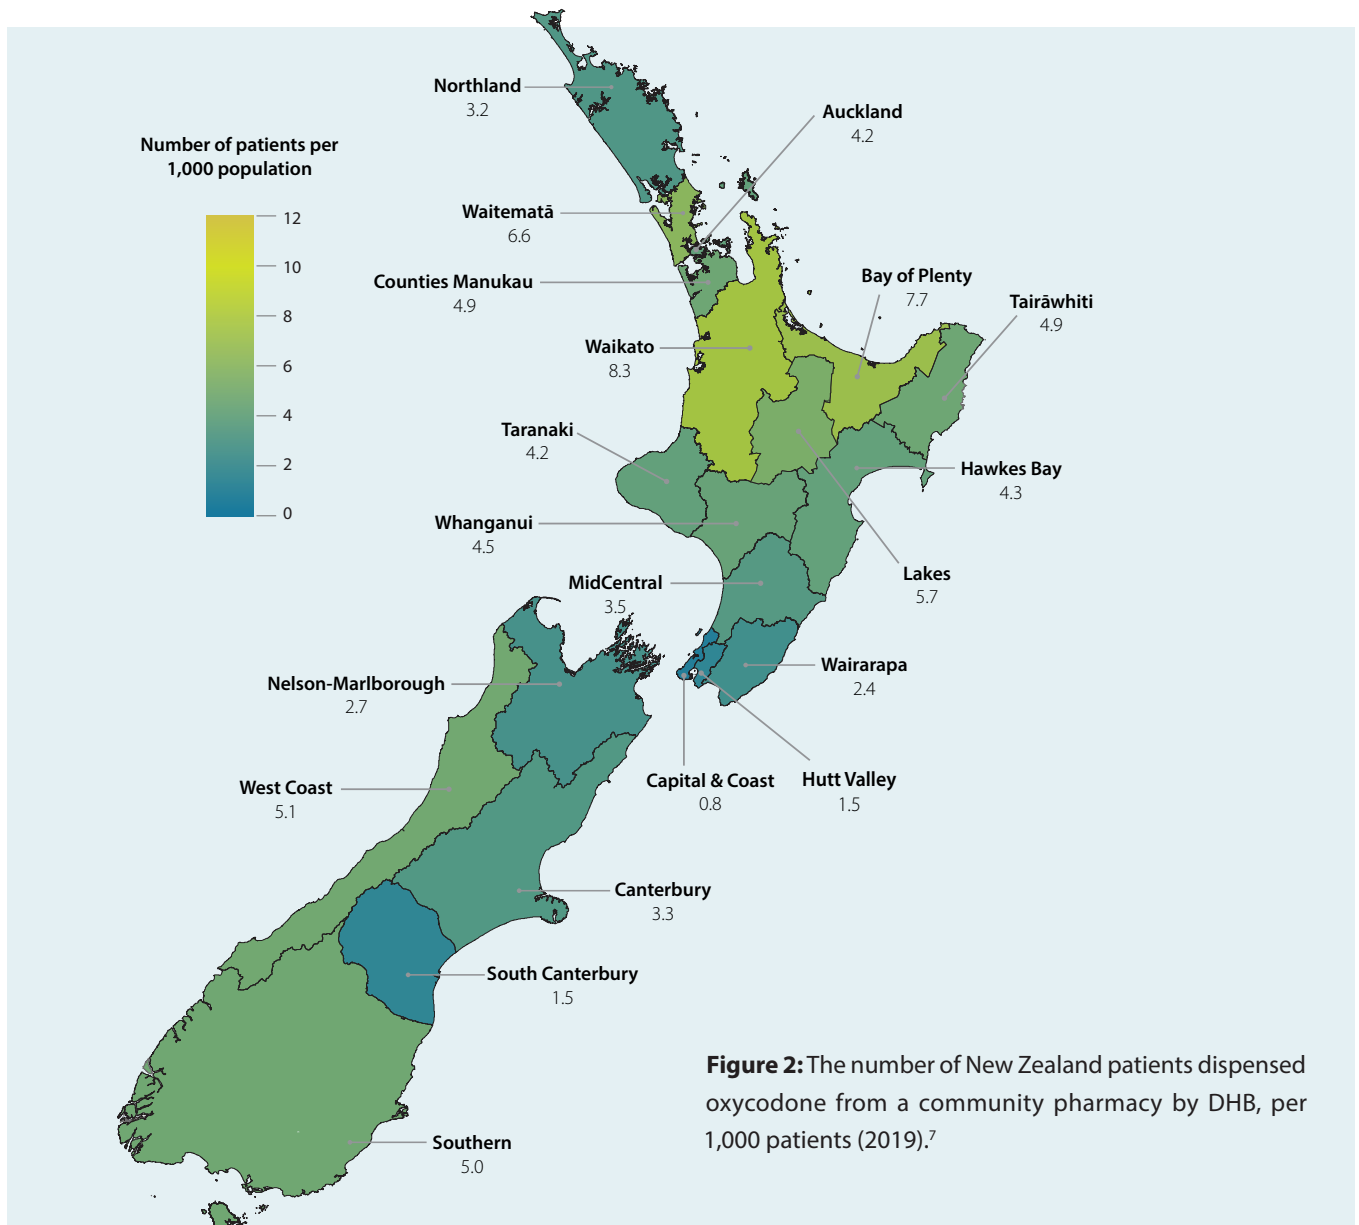 Northland
3.2
Auckland
4.2
Number of patients per
1,000 population
12
10
8
6
4
2
0
Waitematā
6.6
Counties Manukau
4.9
Bay of Plenty
7.7
Tairāwhiti
4.9
Waikato
8.3
Taranaki
4.2
Hawkes Bay
4.3
Whanganui
4.5
Lakes
5.7
MidCentral
3.5
Wairarapa
2.4
Nelson-Marlborough
2.7
Capital & Coast
0.8
Hutt Valley
1.5
West Coast
5.1
Canterbury
3.3
South Canterbury
1.5
Southern
5.0
Figure 2: The number of New Zealand patients dispensed
oxycodone from a community pharmacy by DHB, per
1,000 patients (2019).7